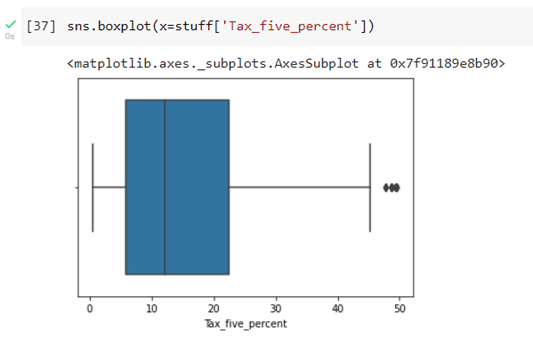 [37] sns.boxplot(x=stuff['Tax_five_percent'])
0s
<matplotlib.axes._subplots.AxesSubplot at 0x7f91189e8b90>
0 10 20 30 40 50
Tax_five_percent